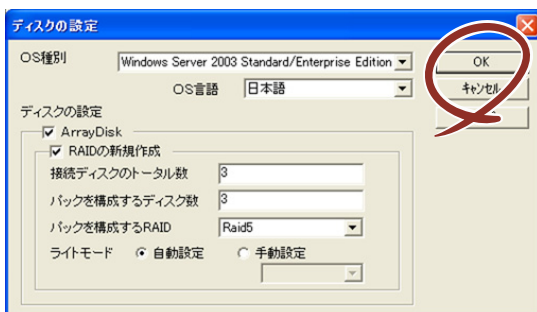 ディスクの設定
OS種別
Windows Server 2003 Standard/Enterprise Edition
OK
OS言語
日本語
キャンセル
ディスクの設定
ArrayDisk
RAIDの新規作成
接続ディスクのトータル数
3
パックを構成するディスク数
3
パックを構成するRAID
Raid5
ライトモード
自動設定
手動設定